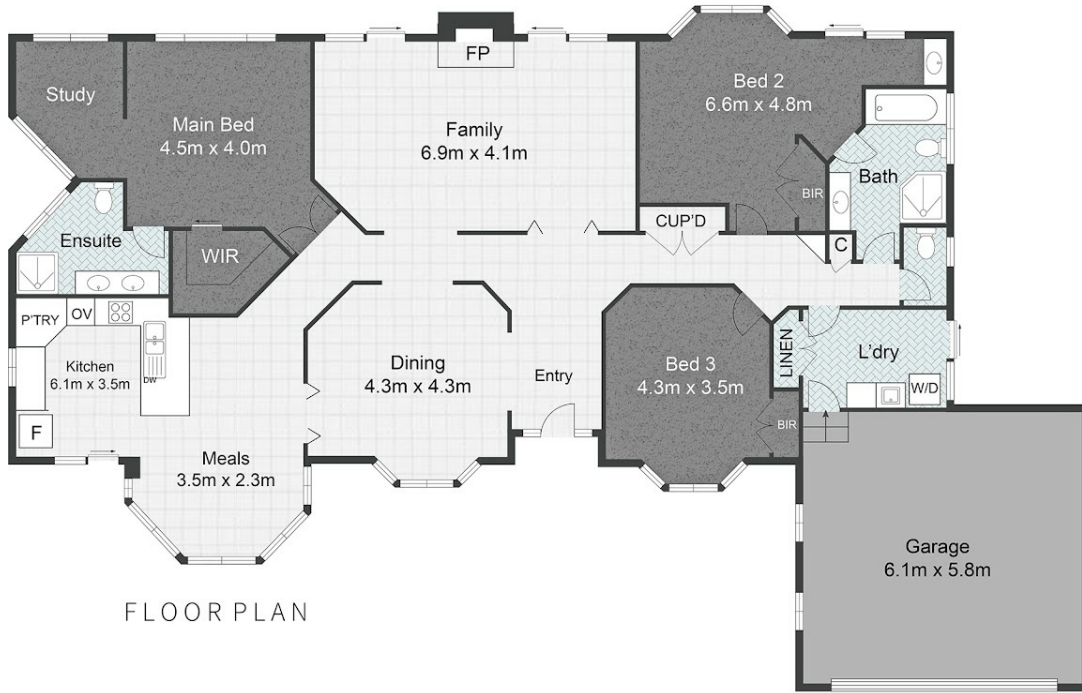 FP
Study
Main Bed
4.5m x 4.0m
Family
6.9m x 4.1m
Bed 2
6.6m x 4.8m
BIR
Bath
CUP'D
C
Ensuite
WIR
P'TRY
OV
Kitchen
6.1m x 3.5m
DW
F
Meals
3.5m x 2.3m
Dining
4.3m x 4.3m
Entry
Bed 3
4.3m x 3.5m
LINEN
BIR
L'dry
W/D
Garage
6.1m x 5.8m
FLOOR PLAN